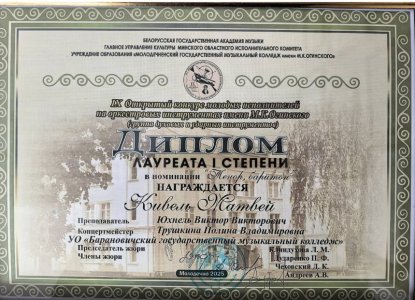 БЕЛОРУССКАЯ ГОСУДАРСТВЕННАЯ АКАДЕМИЯ МУЗЫКИ
ГЛАВНОЕ УПРАВЛЕНИЕ КУЛЬТУРЫ МИНСКОГО ОБЛАСТНОГО ИСПОЛНИТЕЛЬНОГО КОМИТЕТА
УЧРЕЖДЕНИЕ ОБРАЗОВАНИЯ «МОЛОДЕЧНЕНСКИЙ ГОСУДАРСТВЕННЫЙ МУЗЫКАЛЬНЫЙ КОЛЛЕДЖ имени М.К.ОГИНСКОГО»
IX Открытый конкурс молодых исполнителей
на оркестровых инструментах имени М.К.Огинского
(группа духовых и ударных инструментов)
ДИПЛОМ
ЛАУРЕАТА I СТЕПЕНИ
в номинации Тенор, баритон
НАГРАЖДАЕТСЯ
Кивель Матвей
Преподаватель Юхнель Виктор Викторович
Концертмейстер Трушкина Полина Владимировна
УО «Барановичский государственный музыкальный колледж»
Председатель жюри Л. М.
Члены жюри Дударенко П. Ф.
Чеховский Л. К.
Андреев А.В.
Молодечно 2025